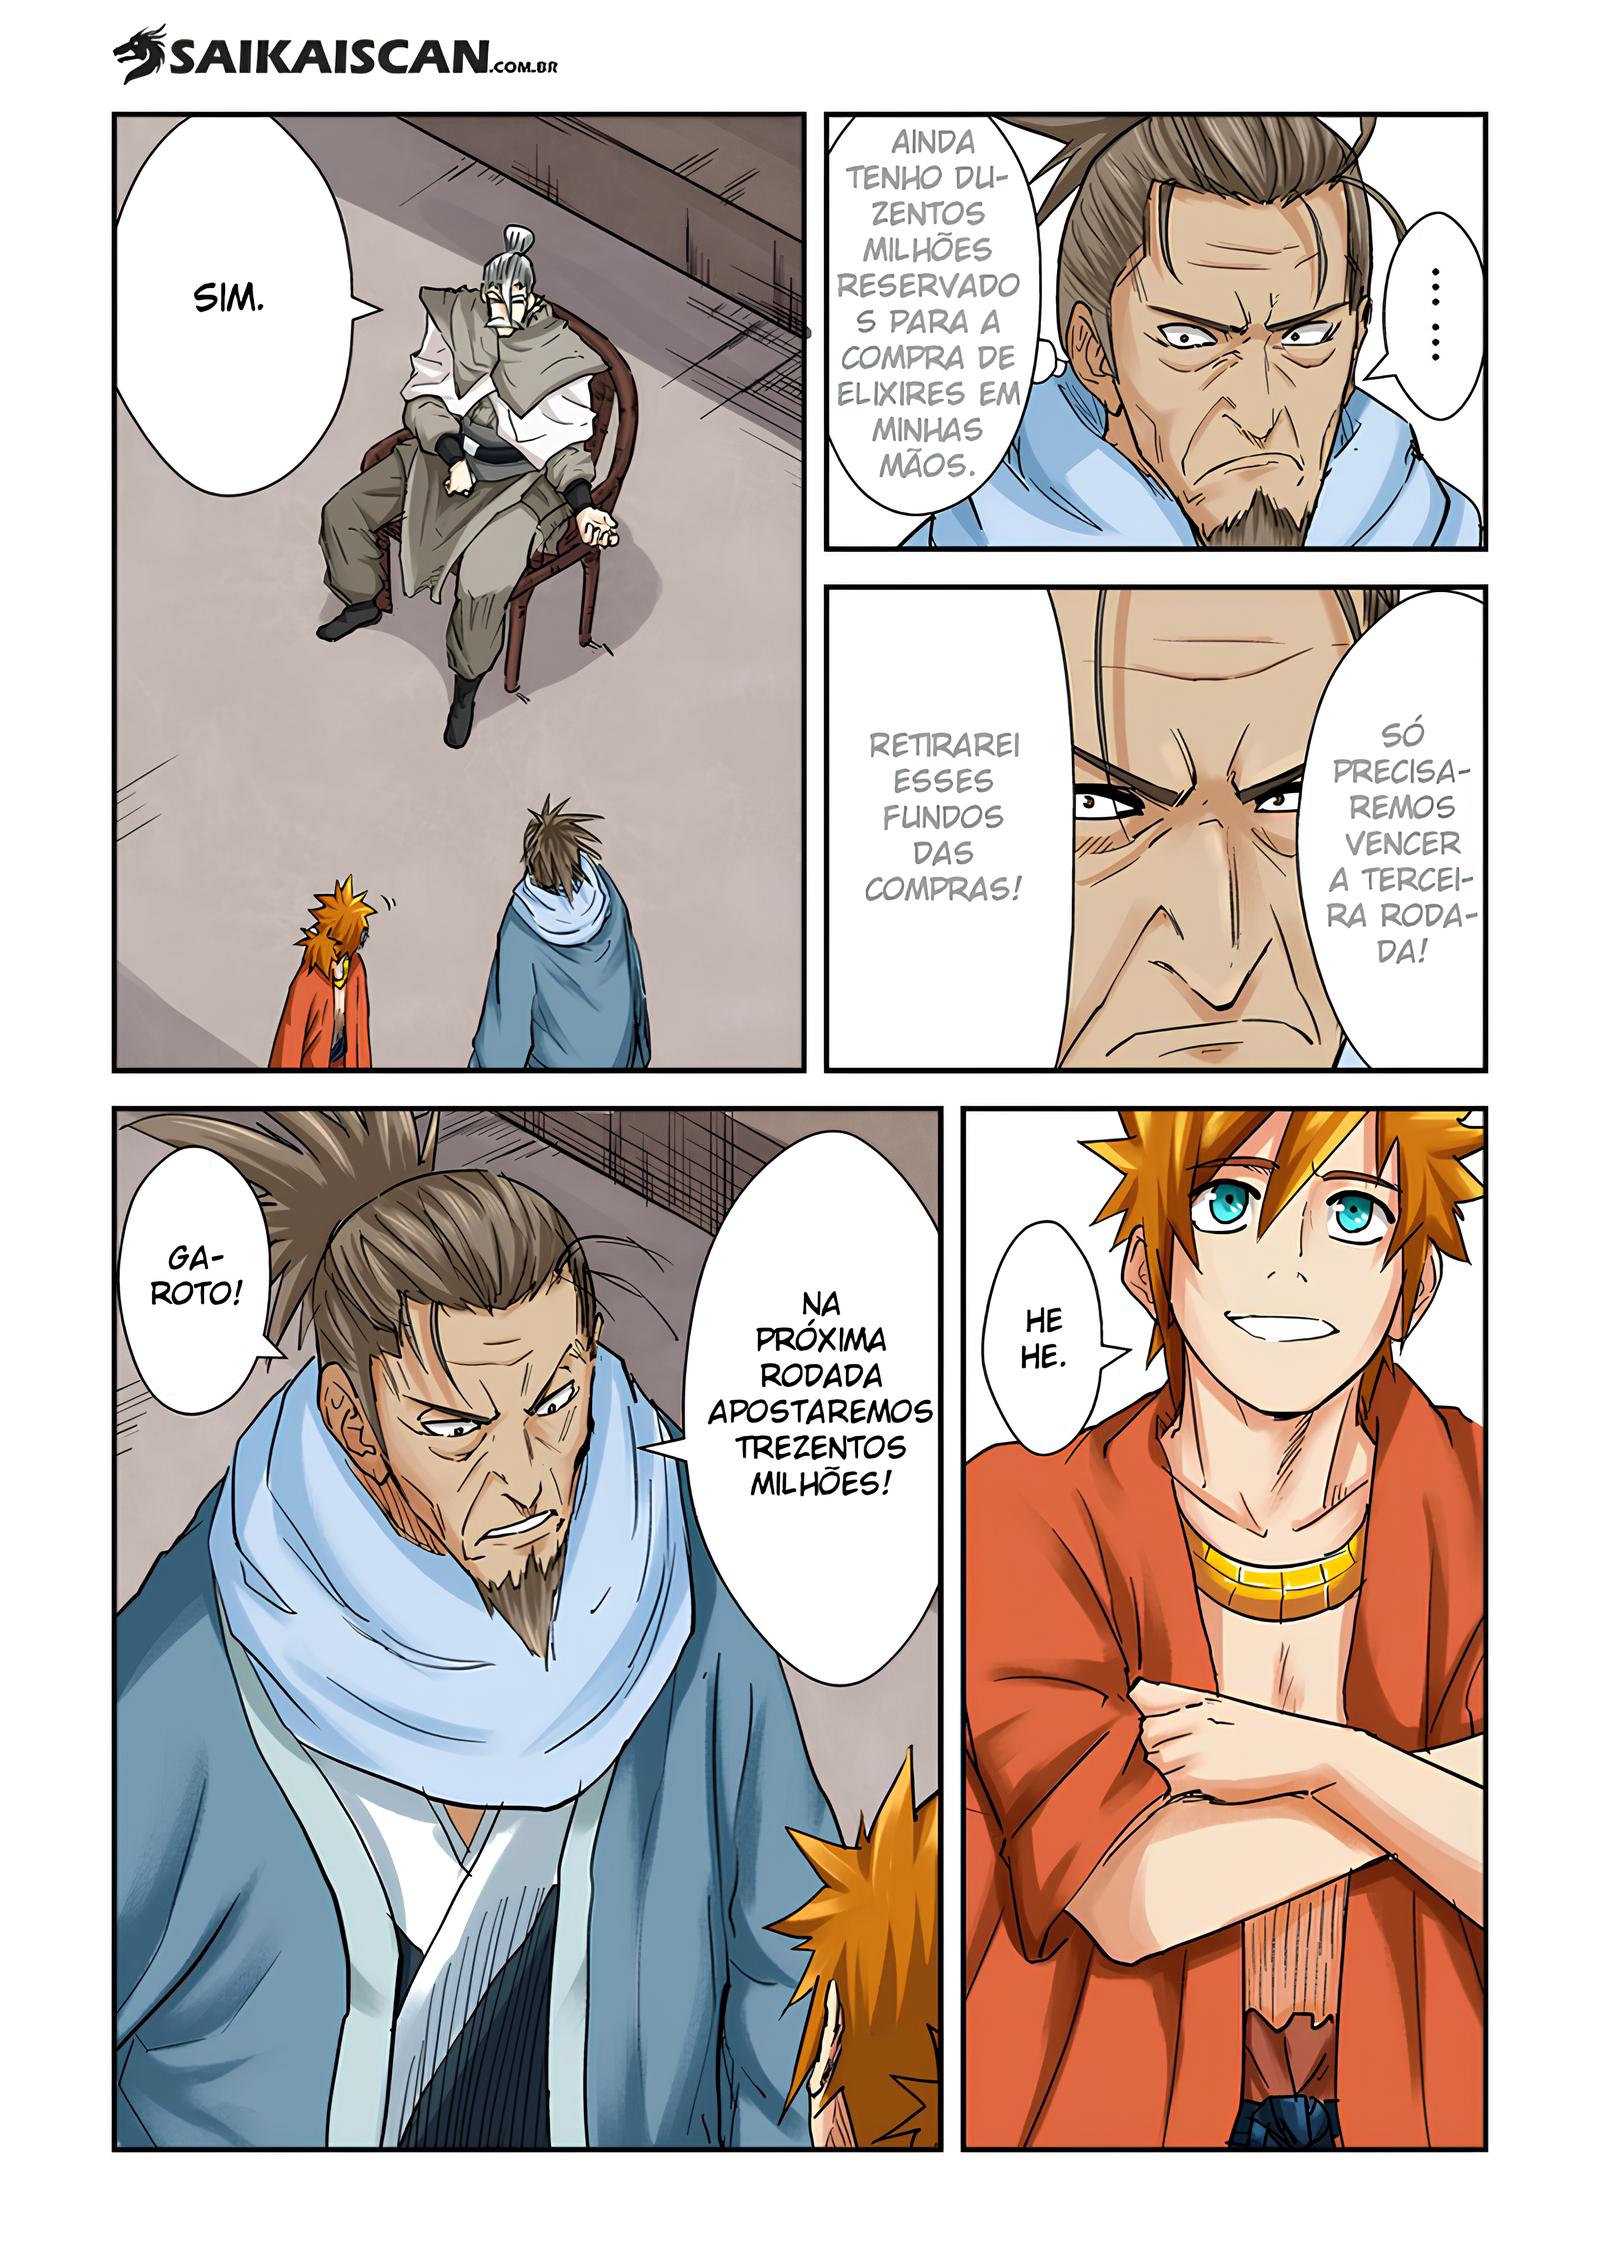 SAIKAISCAN.COM.BR
SIM.
AINDA
TENHO DU-
ZENTOS
MILHÕES
RESERVADO
S PARA A
COMPRA DE
ELIXIRES EM
MINHAS
MÃOS.
......
RETIRAREI
ESSES
FUNDOS
DAS
COMPRAS!
SÓ
PRECISA-
REMOS
VENCER
A TERCEI-
RA RODA-
DA!
GA-
ROTO!
NA
PRÓXIMA
RODADA
APOSTAREMOS
TREZENTOS
MILHÕES!
HE
HE.